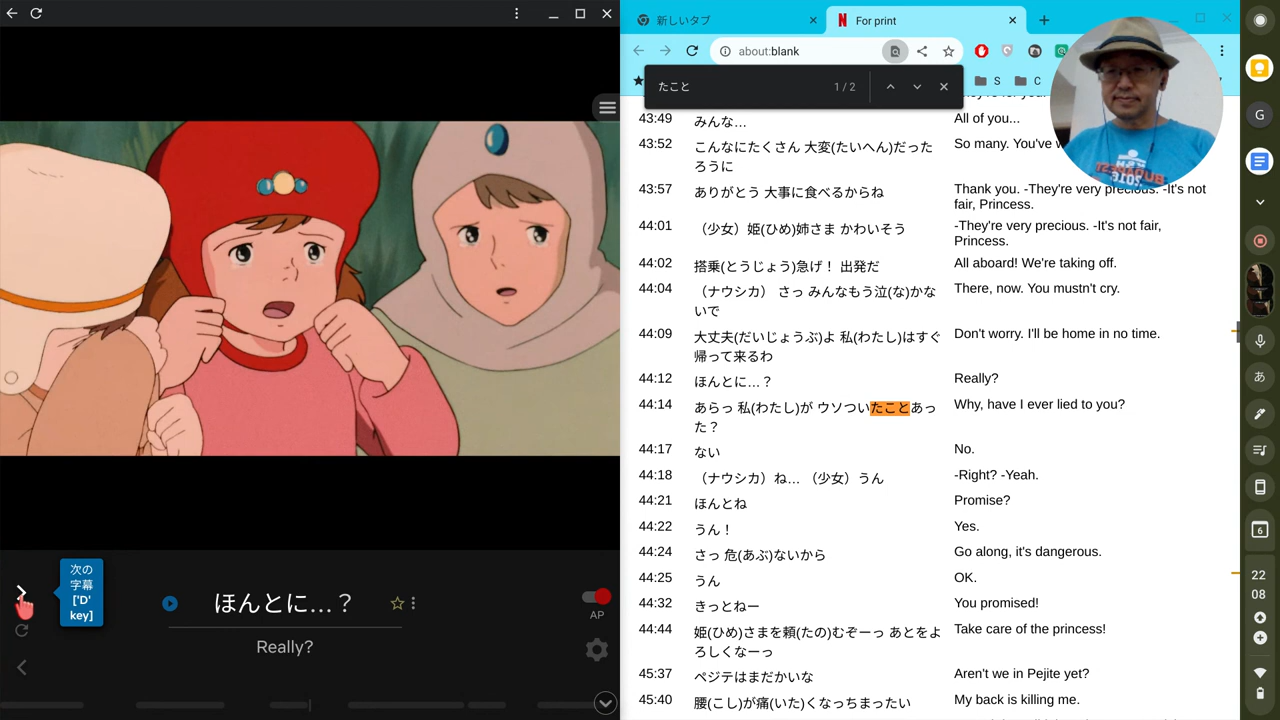 次の
字幕
['D'
key]
ほんとに…？
Really?
AP
新しいタブ
For print
about:blank
S
C
たこと
1 / 2
43:49 みんな… All of you...
43:52 こんなにたくさん 大変(たいへん)だった
ろうに
So many. You've w
43:57 ありがとう 大事に食べるからね Thank you. -They're very precious. -It's not
fair, Princess.
44:01 （少女）姫(ひめ)姉さま かわいそう -They're very precious. -It's not fair,
Princess.
44:02 搭乗(とうじょう)急げ！ 出発だ All aboard! We're taking off.
44:04 （ナウシカ） さっ みんなもう泣(な)かな
いで
There, now. You mustn't cry.
44:09 大丈夫(だいじょうぶ)よ 私(わたし)はすぐ
帰って来るわ
Don't worry. I'll be home in no time.
44:12 ほんとに…？ Really?
44:14 あらっ 私(わたし)が ウソついたことあっ
た？
Why, have I ever lied to you?
44:17 ない No.
44:18 （ナウシカ）ね… （少女）うん -Right? -Yeah.
44:21 ほんとね Promise?
44:22 うん！ Yes.
44:24 さっ 危(あぶ)ないから Go along, it's dangerous.
44:25 うん OK.
44:32 きっとねー You promised!
44:44 姫(ひめ)さまを頼(たの)むぞーっ あとをよ
ろしくなーっ
Take care of the princess!
45:37 ペジテはまだかいな Aren't we in Pejite yet?
45:40 腰(こし)が痛(いた)くなっちまったい My back is killing me.
G
あ
6
22
08